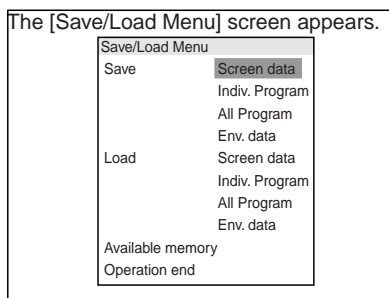 The [Save/Load Menu] screen appears.
Save/Load Menu
Save Screen data
Indiv. Program
All Program
Env. data
Load Screen data
Indiv. Program
All Program
Env. data
Available memory
Operation end